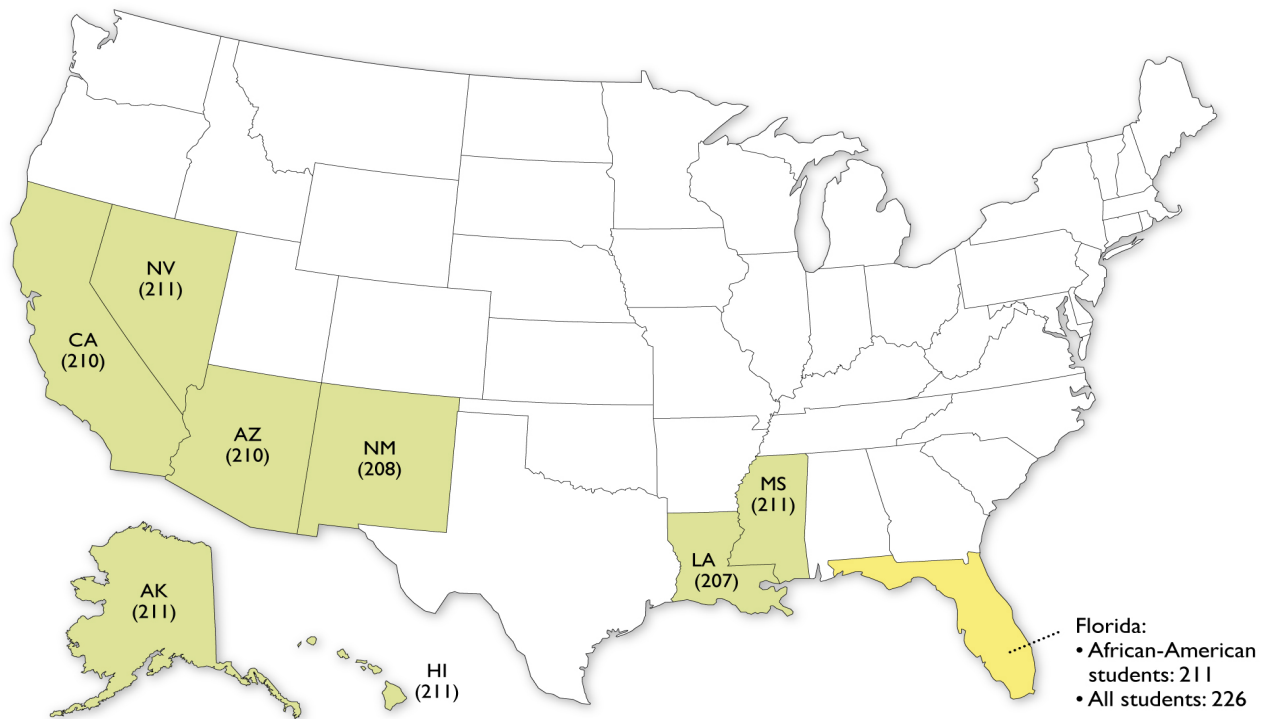 NV
(211)
CA
(210)
AZ
(210)
NM
(208)
MS
(211)
LA
(207)
AK
(211)
HI
(211)
Florida:
• African-American
students: 211
• All students: 226